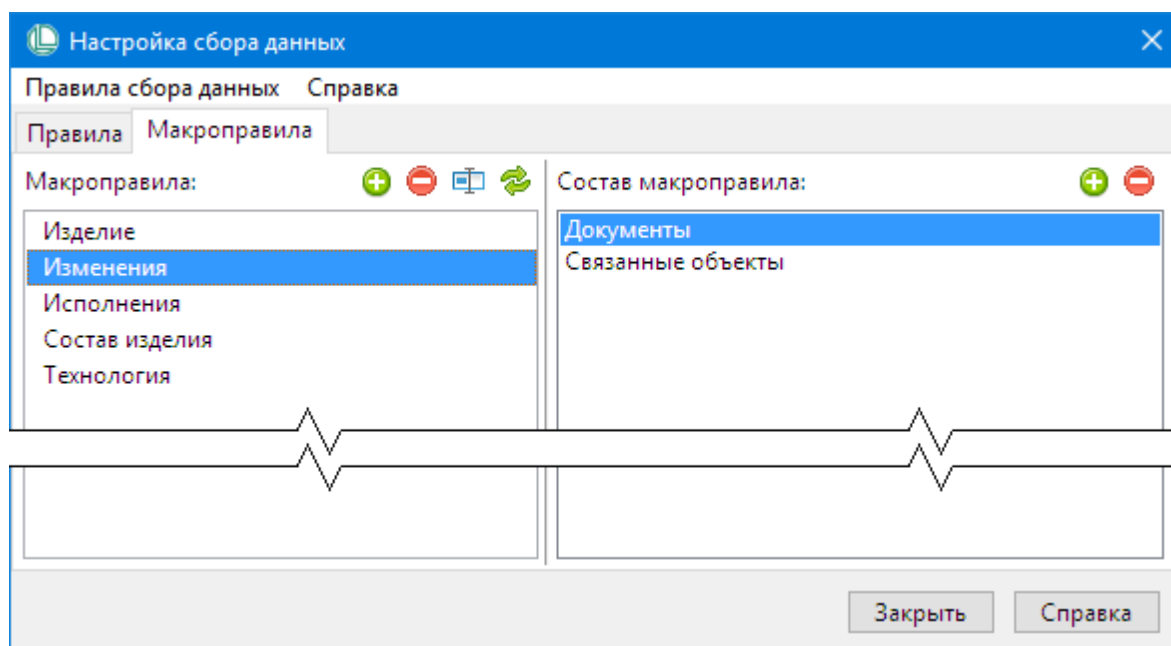 Настройка сбора данных
Правила сбора данных Справка
Правила Макроправила
Макроправила:
Изделие
Изменения
Исполнения
Состав изделия
Технология
Состав макроправила:
Документы
Связанные объекты
Закрыть Справка